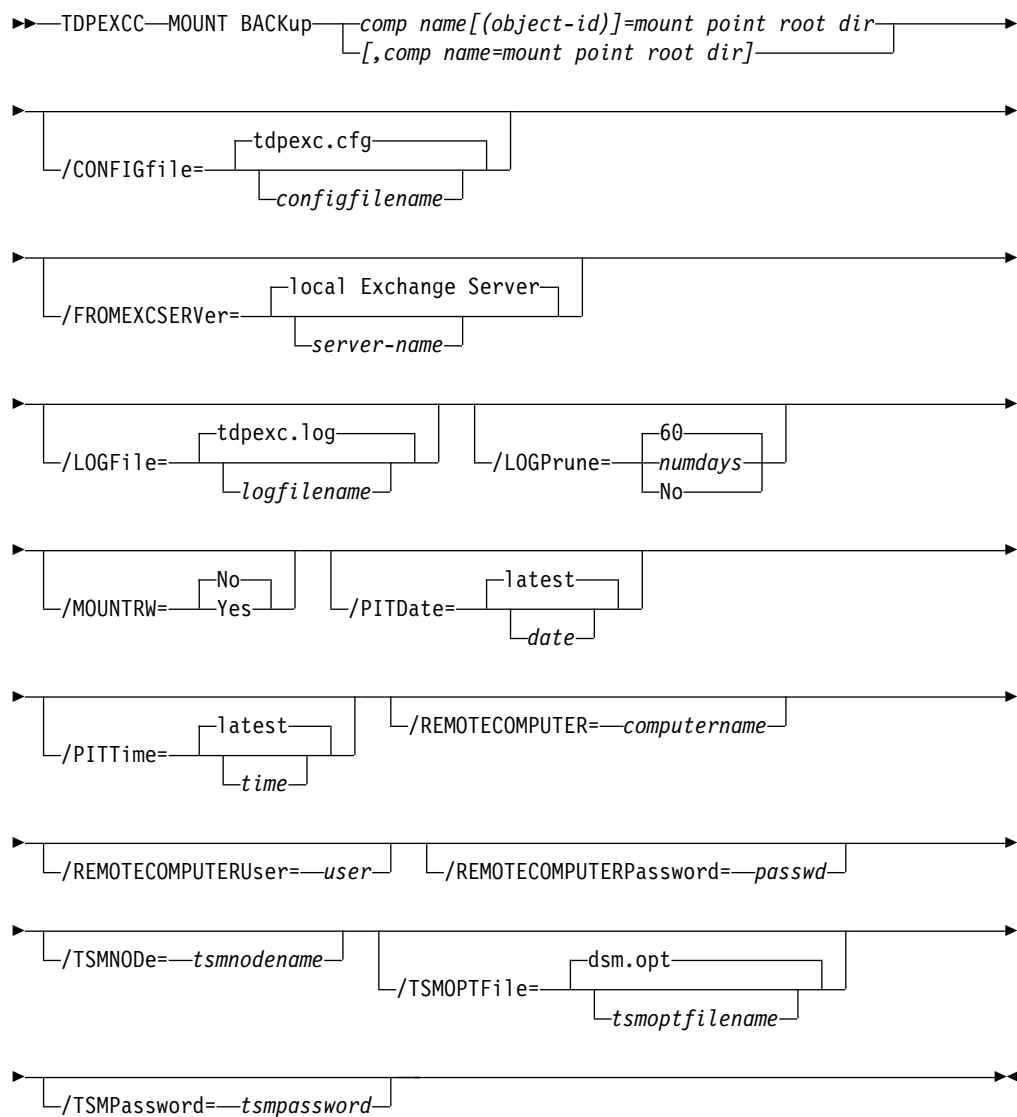 TDPEXCC MOUNT BACKup comp name[(object-id)]=mount point root dir
[,comp name=mount point root dir]
tdpexc.cfg
/CONFIGfile=
configfilename
local Exchange Server
/FROMEXCSERVer=
server-name
tdpexc.log
/LOGFile=
logfilename
60
/LOGPrune= numdays
No
No
/MOUNTRW= Yes
latest
/PITDate=
date
latest
/PITTime=
time
/REMOTECOMPUTER= computername
/REMOTECOMPUTERUser= user
/REMOTECOMPUTERPassword= passwd
/TSMNODe= tsmnodename
dsm.opt
/TSMOPTFile=
tsmoptfilename
/TSMPassword= tsmpassword